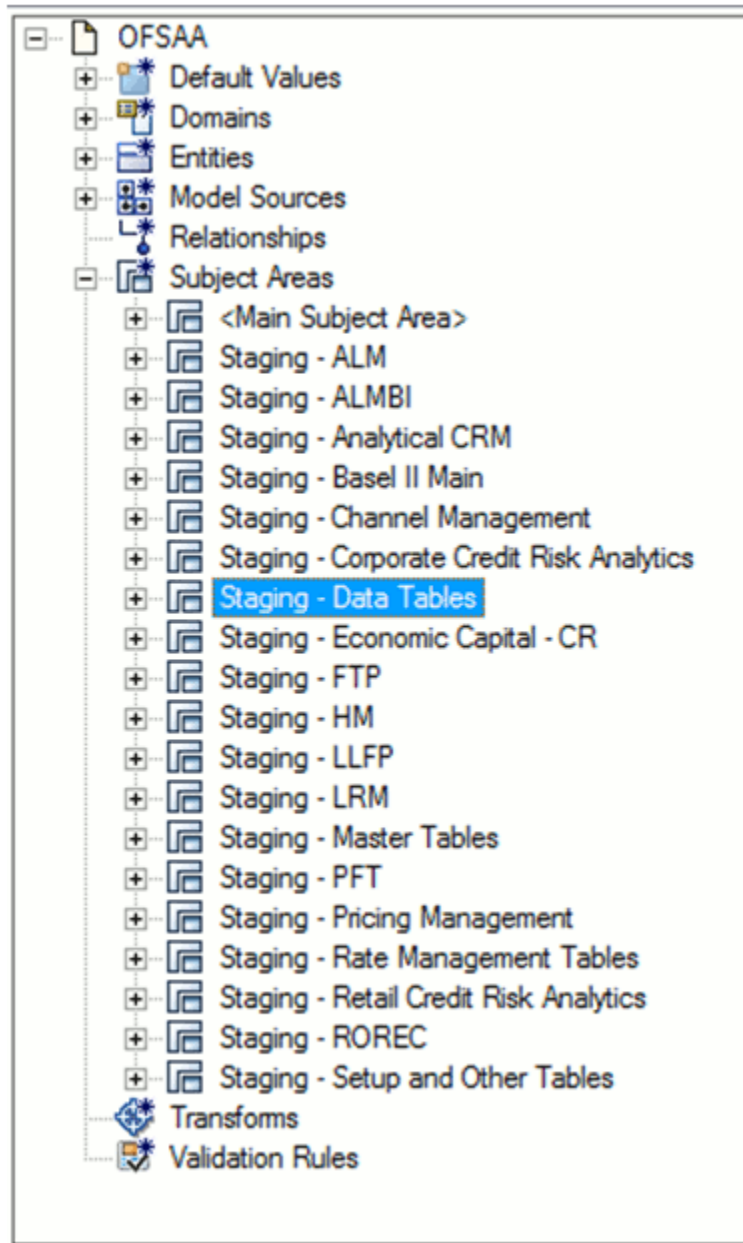 OFSAA
Default Values
Domains
Entities
Model Sources
Relationships
Subject Areas
<Main Subject Area>
Staging - ALM
Staging - ALMBI
Staging - Analytical CRM
Staging - Basel II Main
Staging - Channel Management
Staging - Corporate Credit Risk Analytics
Staging - Data Tables
Staging - Economic Capital - CR
Staging - FTP
Staging - HM
Staging - LLFP
Staging - LRM
Staging - Master Tables
Staging - PFT
Staging - Pricing Management
Staging - Rate Management Tables
Staging - Retail Credit Risk Analytics
Staging - ROREC
Staging - Setup and Other Tables
Transforms
Validation Rules